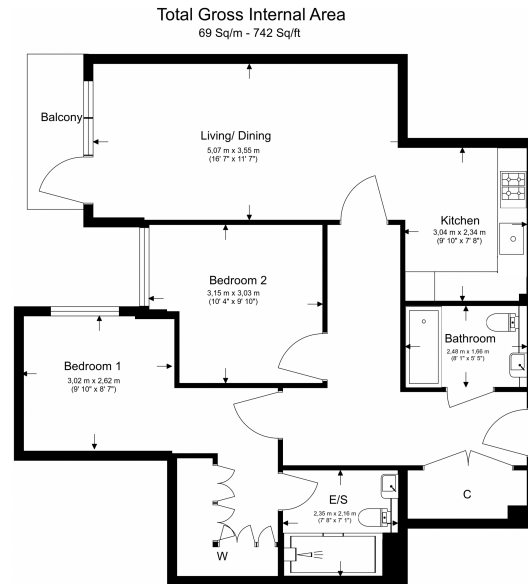 Total Gross Internal Area
69 Sq/m - 742 Sq/ft
Balcony
Living/ Dining
5,07 m x 3,55 m
(16' 7" x 11' 7")
Kitchen
3,04 m x 2,34 m
(9' 10" x 7' 8")
Bedroom 2
3,15 m x 3,03 m
(10' 4" x 9' 10")
Bathroom
2,48 m x 1,66 m
(8' 1" x 5' 5")
Bedroom 1
3,02 m x 2,62 m
(9' 10" x 8' 7")
E/S
2,35 m x 2,16 m
(7' 8" x 7' 1")
C
W